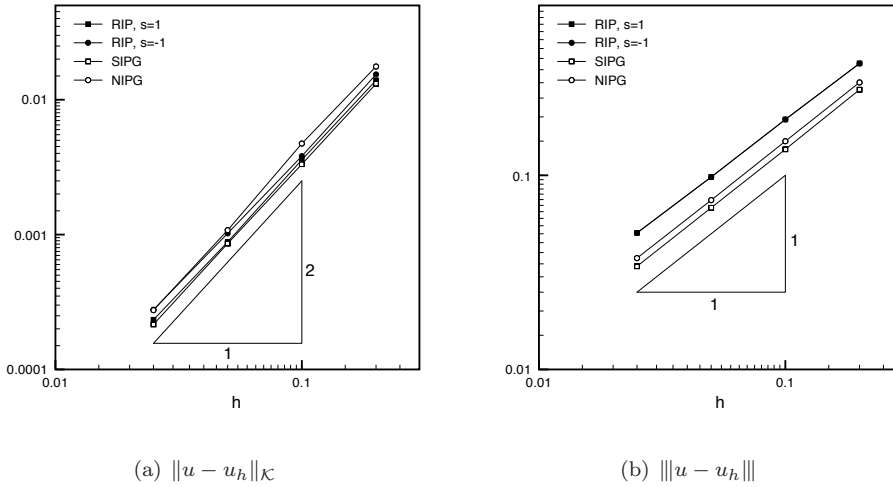 RIP, s=1
RIP, s=-1
SIPG
NIPG
0.01
0.001
0.0001
2
1
0.01
0.1
h
(a) ‖u − u_h‖_𝒦
RIP, s=1
RIP, s=-1
SIPG
NIPG
0.1
0.01
1
1
0.01
0.1
h
(b) |||u − u_h|||